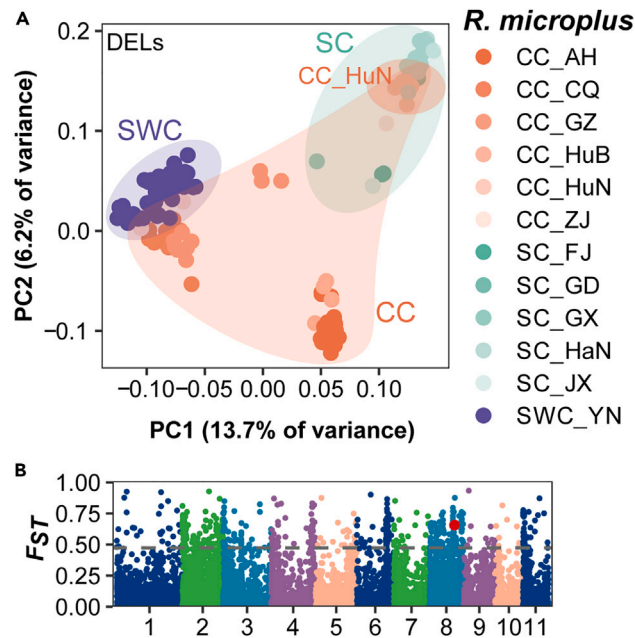 A
DELs
SC
R. microplus
CC_HuN
SWC
CC
0.2
0.1
0.0
−0.1
PC2 (6.2% of variance)
−0.10 −0.05 0.00 0.05 0.10
PC1 (13.7% of variance)
CC_AH
CC_CQ
CC_GZ
CC_HuB
CC_HuN
CC_ZJ
SC_FJ
SC_GD
SC_GX
SC_HaN
SC_JX
SWC_YN
B
1.00
0.75
0.50
0.25
0.00
FST
1 2 3 4 5 6 7 8 9 10 11